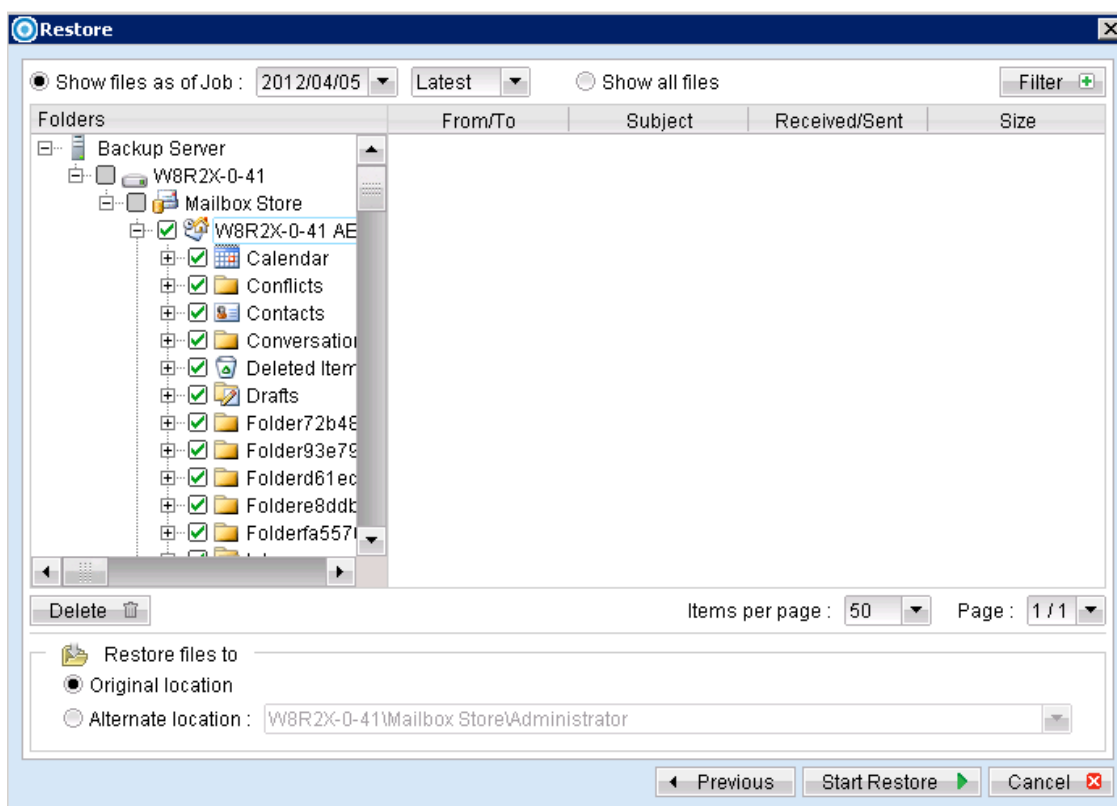 Restore
Show files as of Job : 2012/04/05 Latest Show all files Filter
Folders From/To Subject Received/Sent Size
Backup Server
W8R2X-0-41
Mailbox Store
W8R2X-0-41 AE
Calendar
Conflicts
Contacts
Conversation
Deleted Item
Drafts
Folder72b48
Folder93e79
Folderd61ec
Foldere8ddb
Folderfa5570
Delete Items per page : 50 Page : 1 / 1
Restore files to
Original location
Alternate location : W8R2X-0-41\Mailbox Store\Administrator
Previous Start Restore Cancel